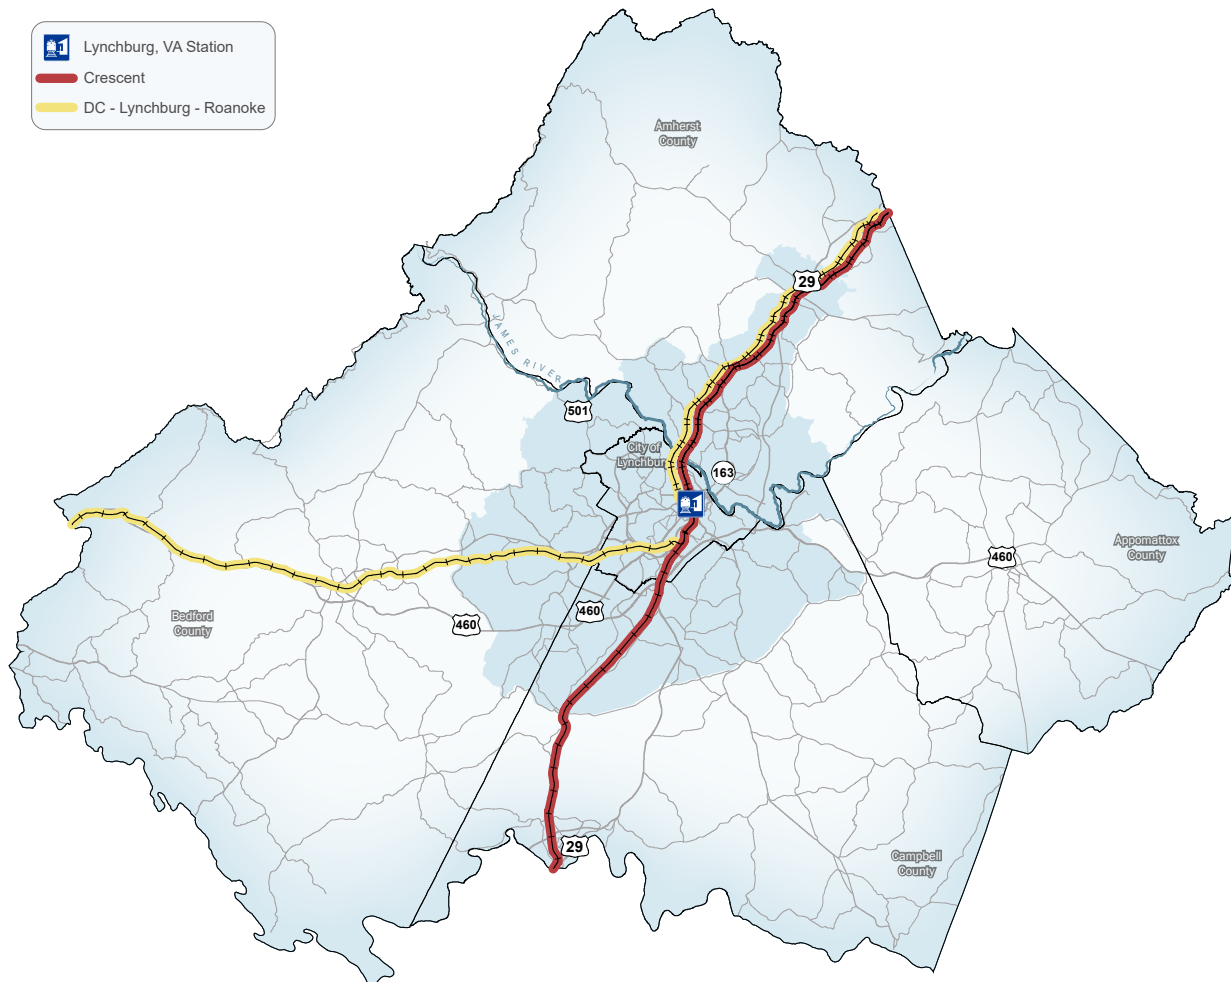 Lynchburg, VA Station
Crescent
DC - Lynchburg - Roanoke
Amherst
County
29
JAMES RIVER
501
City of
Lynchburg
163
460
Appomattox
County
460
460
Bedford
County
29
Campbell
County